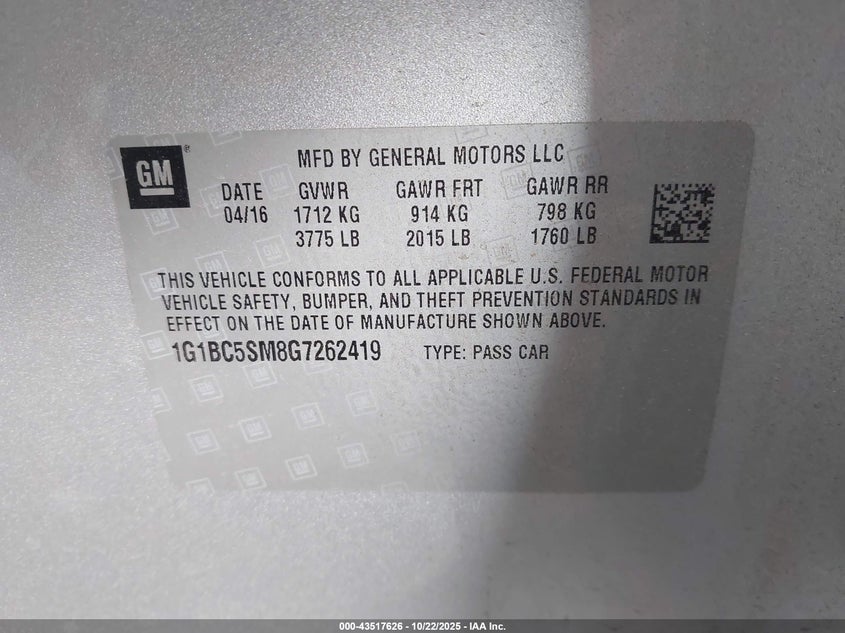 GM ®
MFD BY GENERAL MOTORS LLC
DATE GVWR GAWR FRT GAWR RR
04/16 1712 KG 914 KG 798 KG
3775 LB 2015 LB 1760 LB
THIS VEHICLE CONFORMS TO ALL APPLICABLE U.S. FEDERAL MOTOR
VEHICLE SAFETY, BUMPER, AND THEFT PREVENTION STANDARDS IN
EFFECT ON THE DATE OF MANUFACTURE SHOWN ABOVE.
1G1BC5SM8G7262419 TYPE: PASS CAR
000-43517626 - 10/22/2025 - IAA Inc.